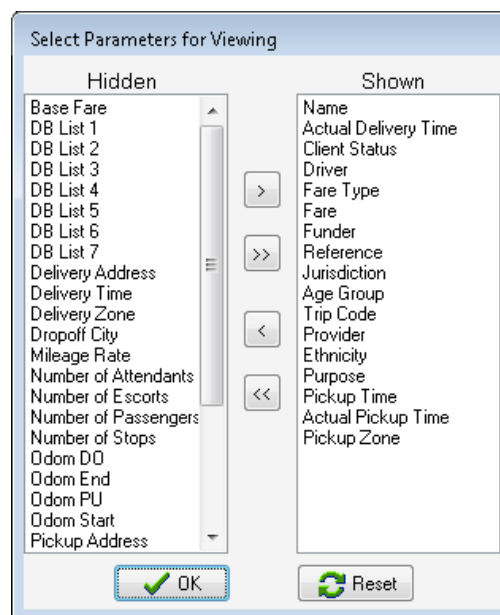 Select Parameters for Viewing
Hidden
Base Fare
DB List 1
DB List 2
DB List 3
DB List 4
DB List 5
DB List 6
DB List 7
Delivery Address
Delivery Time
Delivery Zone
Dropoff City
Mileage Rate
Number of Attendants
Number of Escorts
Number of Passengers
Number of Stops
Odom DO
Odom End
Odom PU
Odom Start
Pickup Address
>
>>
<
<<
Shown
Name
Actual Delivery Time
Client Status
Driver
Fare Type
Fare
Funder
Reference
Jurisdiction
Age Group
Trip Code
Provider
Ethnicity
Purpose
Pickup Time
Actual Pickup Time
Pickup Zone
OK
Reset